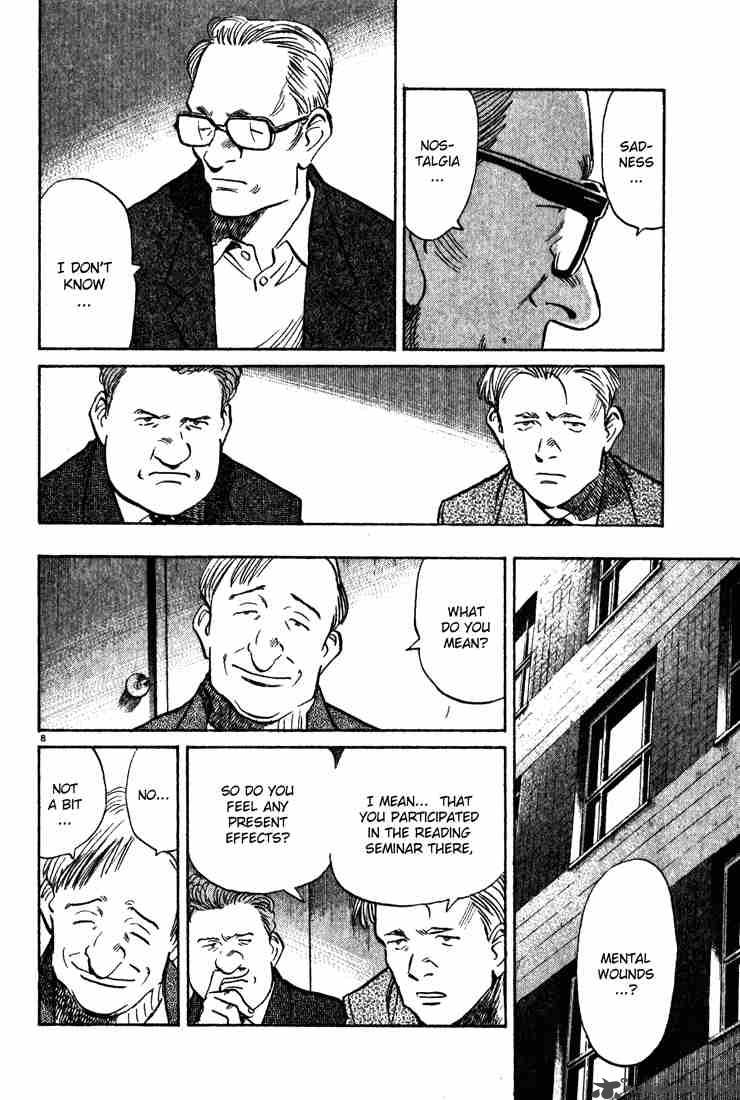 SAD-
NESS
...
NOS-
TALGIA
...
I DON'T
KNOW
...
MENTAL
WOUNDS
...?
WHAT
DO YOU
MEAN?
I MEAN... THAT
YOU PARTICIPATED
IN THE READING
SEMINAR THERE,
SO DO YOU
FEEL ANY
PRESENT
EFFECTS?
NO...
NOT
A BIT
...
8